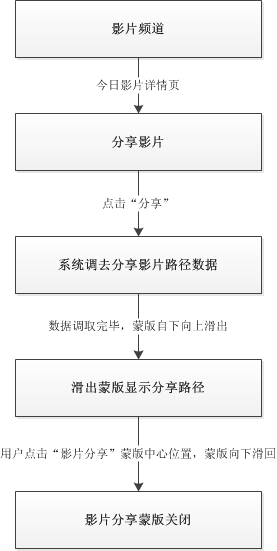 影片频道
今日影片详情页
分享影片
点击“分享”
系统调去分享影片路径数据
数据调取完毕，蒙版自下向上滑出
滑出蒙版显示分享路径
用户点击“影片分享”蒙版中心位置，蒙版向下滑回
影片分享蒙版关闭